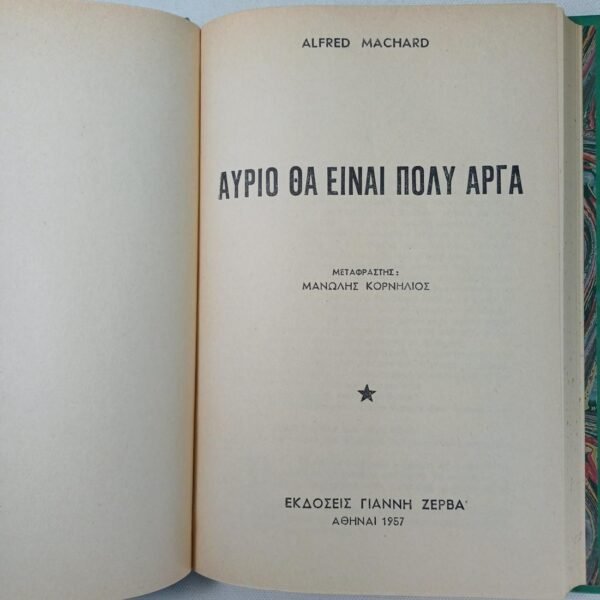 ALFRED MACHARD
ΑΥΡΙΟ ΘΑ ΕΙΝΑΙ ΠΟΛΥ ΑΡΓΑ
ΜΕΤΑΦΡΑΣΤΗΣ:
ΜΑΝΩΛΗΣ ΚΟΡΝΗΛΙΟΣ
ΕΚΔΟΣΕΙΣ ΓΙΑΝΝΗ ΖΕΡΒΑ
ΑΘΗΝΑΙ 1957